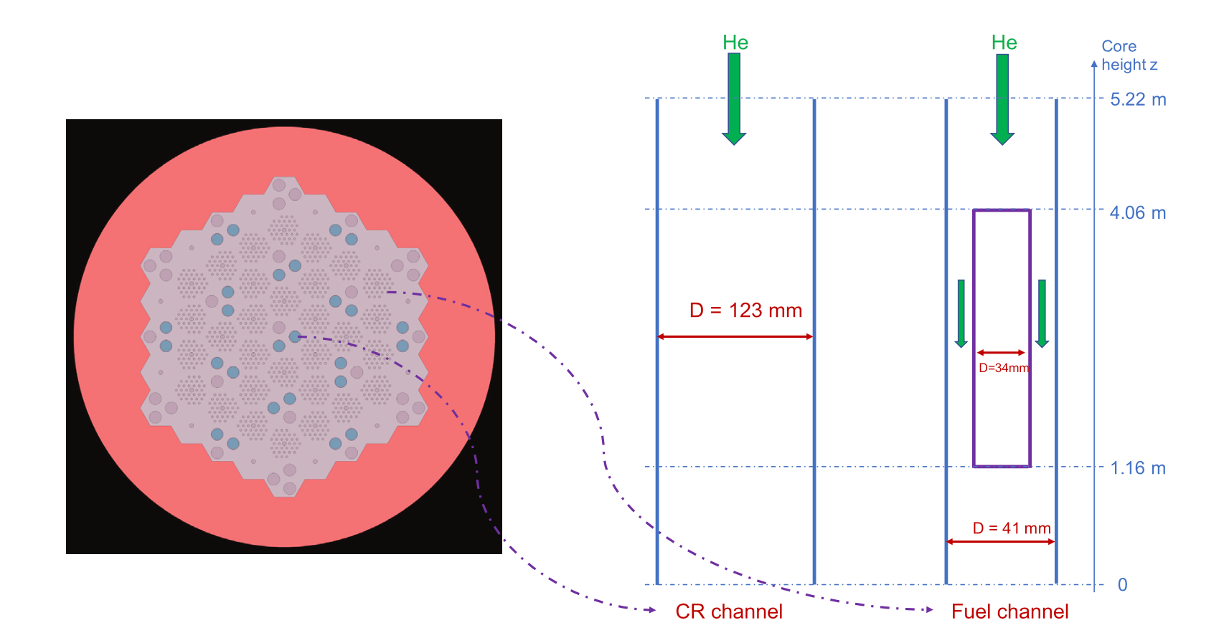 He
He
Core
height z
5.22 m
4.06 m
D = 123 mm
D=34mm
1.16 m
D = 41 mm
0
CR channel
Fuel channel